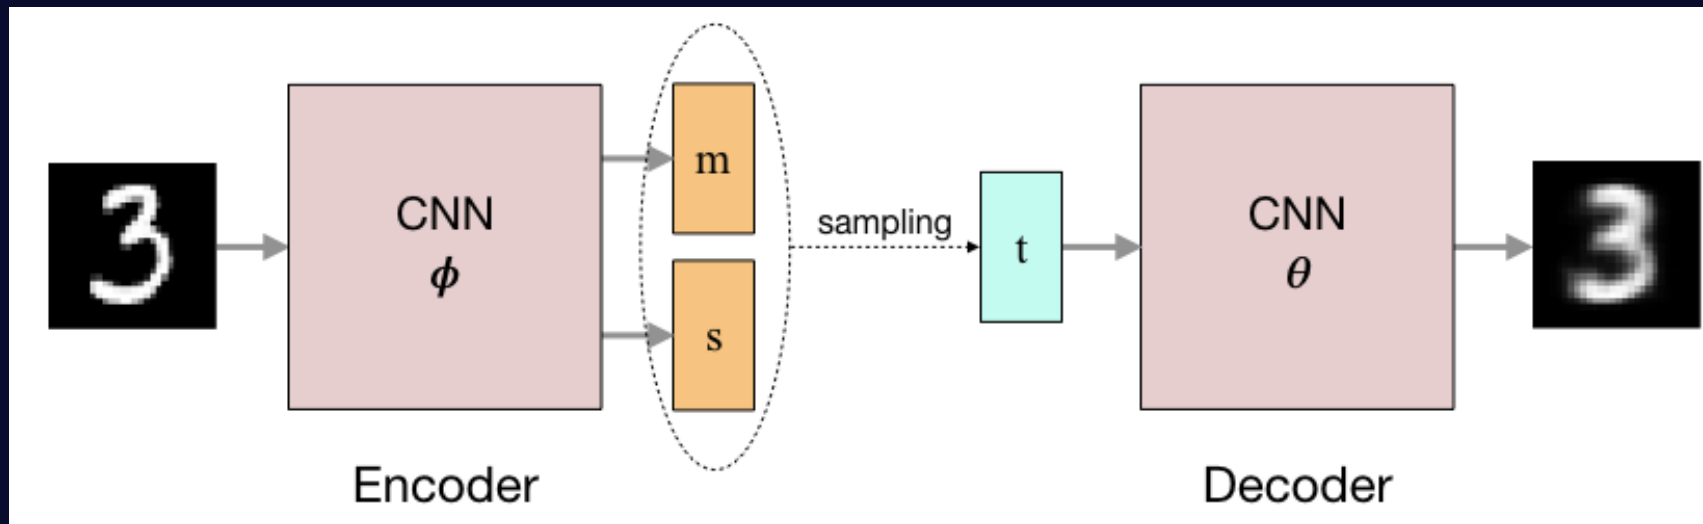 3
CNN
ϕ
m
s
sampling
t
CNN
θ
3
Encoder
Decoder